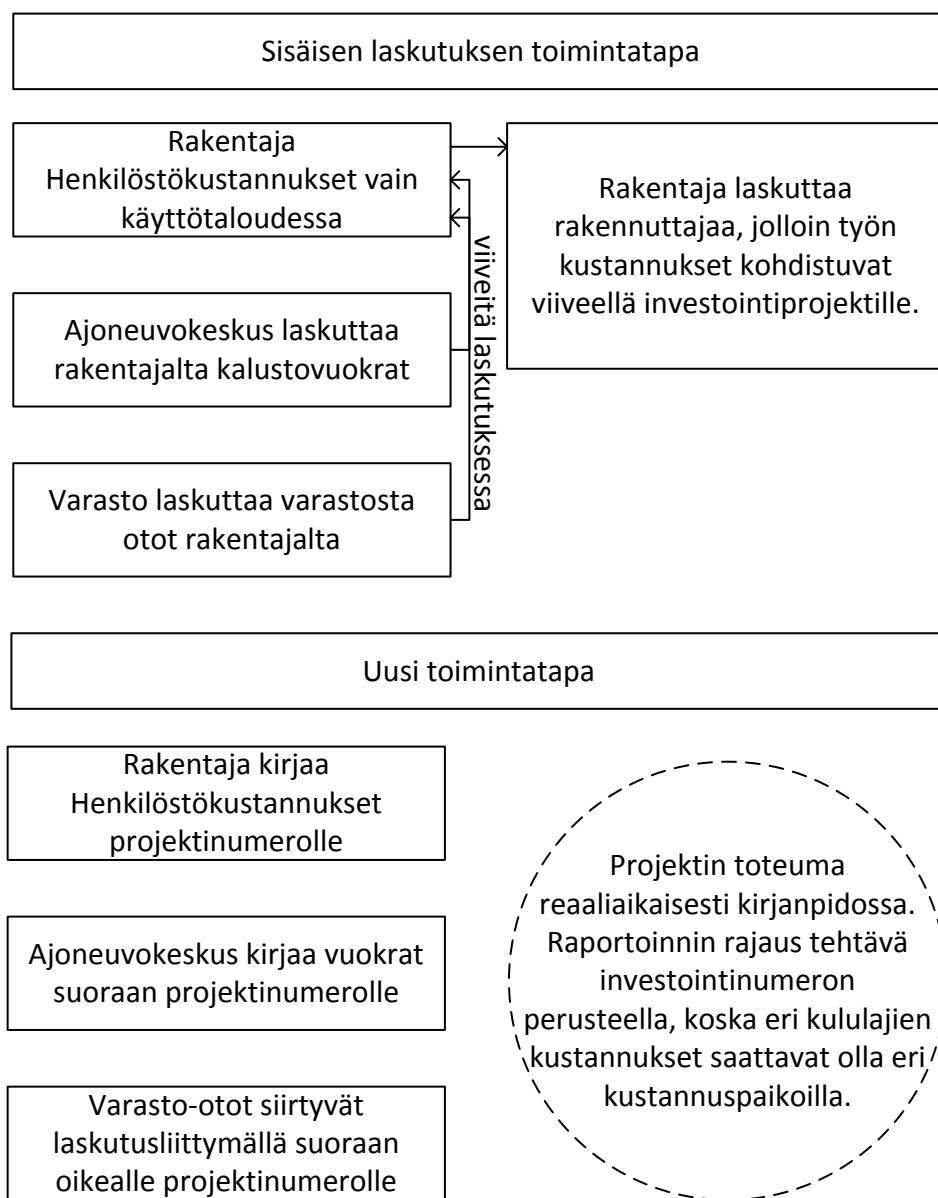 Sisäisen laskutuksen toimintatapa
Rakentaja
Henkilöstökustannukset vain
käyttötaloudessa
Rakentaja laskuttaa
rakennuttajaa, jolloin työn
kustannukset kohdistuvat
viiveellä investointiprojektille.
viiveitä laskutuksessa
Ajoneuvokeskus laskuttaa
rakentajalta kalustovuokrat
Varasto laskuttaa varastosta
otot rakentajalta
Uusi toimintatapa
Rakentaja kirjaa
Henkilöstökustannukset
projektinumerolle
Ajoneuvokeskus kirjaa vuokrat
suoraan projektinumerolle
Varasto-otot siirtyvät
laskutusliittymällä suoraan
oikealle projektinumerolle
Projektin toteuma
reaaliaikaisesti kirjanpidossa.
Raportoinnin rajaus tehtävä
investointinumeron
perusteella, koska eri kululajien
kustannukset saattavat olla eri
kustannuspaikoilla.